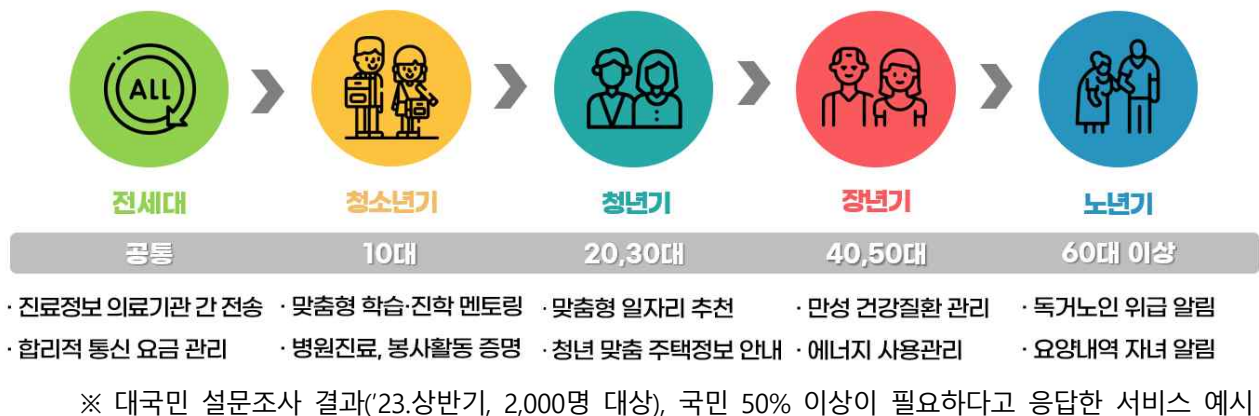 ALL
전세대 청소년기 청년기 장년기 노년기
공통 10대 20,30대 40,50대 60대 이상
· 진료정보 의료기관 간 전송 · 맞춤형 학습·진학 멘토링 · 맞춤형 일자리 추천 · 만성 건강질환 관리 · 독거노인 위급 알림
· 합리적 통신 요금 관리 · 병원진료, 봉사활동 증명 · 청년 맞춤 주택정보 안내 · 에너지 사용관리 · 요양내역 자녀 알림
※ 대국민 설문조사 결과(‘23.상반기, 2,000명 대상), 국민 50% 이상이 필요하다고 응답한 서비스 예시